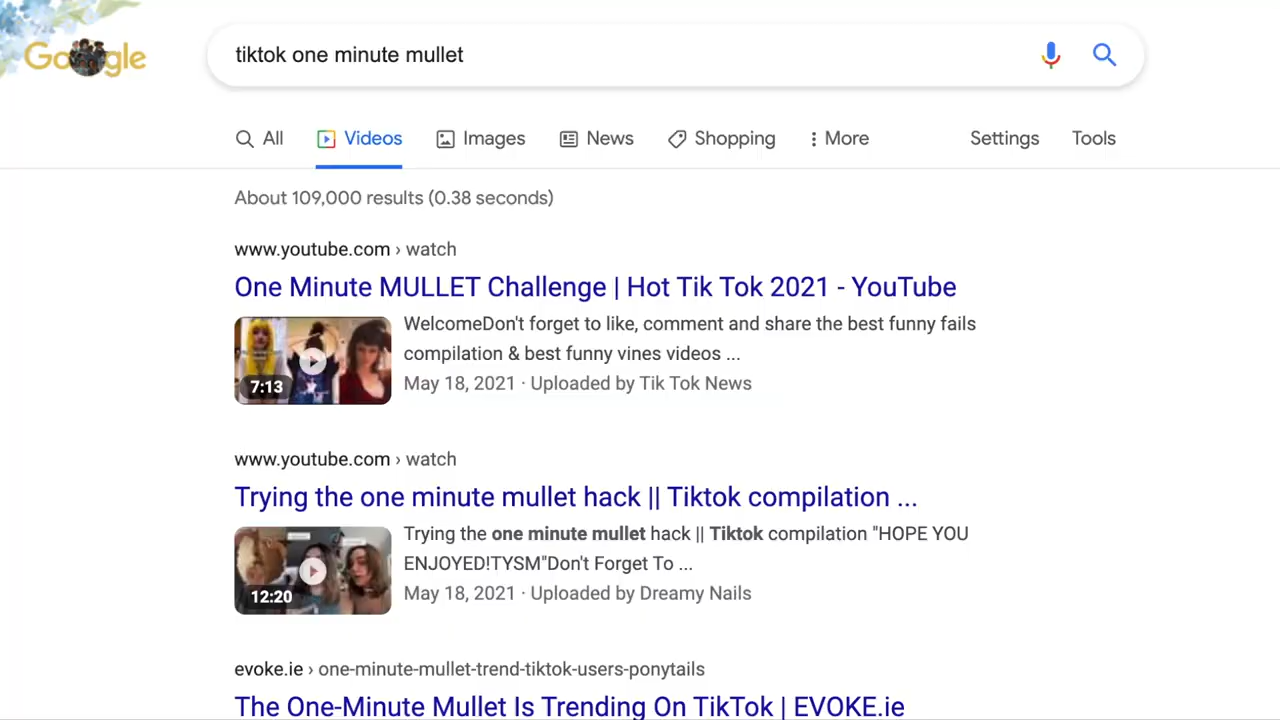 Google
tiktok one minute mullet
All
Videos
Images
News
Shopping
More
Settings
Tools
About 109,000 results (0.38 seconds)
www.youtube.com › watch
One Minute MULLET Challenge | Hot Tik Tok 2021 - YouTube
WelcomeDon't forget to like, comment and share the best funny fails
compilation & best funny vines videos ...
7:13
May 18, 2021 · Uploaded by Tik Tok News
www.youtube.com › watch
Trying the one minute mullet hack || Tiktok compilation ...
Trying the one minute mullet hack || Tiktok compilation "HOPE YOU
ENJOYED!TYSM"Don't Forget To ...
12:20
May 18, 2021 · Uploaded by Dreamy Nails
evoke.ie › one-minute-mullet-trend-tiktok-users-ponytails
The One-Minute Mullet Is Trending On TikTok | EVOKE.ie